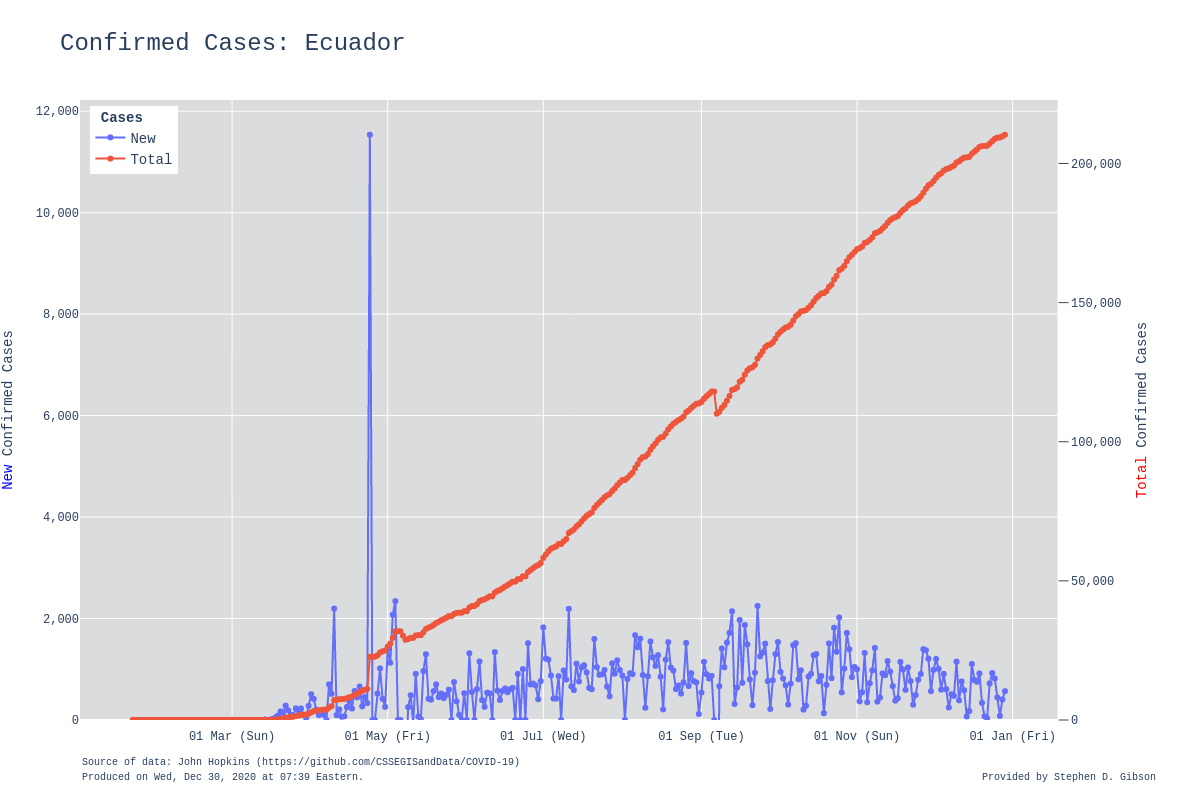 Confirmed Cases: Ecuador
Cases
New
Total
12,000
10,000
8,000
6,000
4,000
2,000
0
200,000
150,000
100,000
50,000
0
New Confirmed Cases
Total Confirmed Cases
01 Mar (Sun)
01 May (Fri)
01 Jul (Wed)
01 Sep (Tue)
01 Nov (Sun)
01 Jan (Fri)
Source of data: John Hopkins (https://github.com/CSSEGISandData/COVID-19)
Produced on Wed, Dec 30, 2020 at 07:39 Eastern.
Provided by Stephen D. Gibson